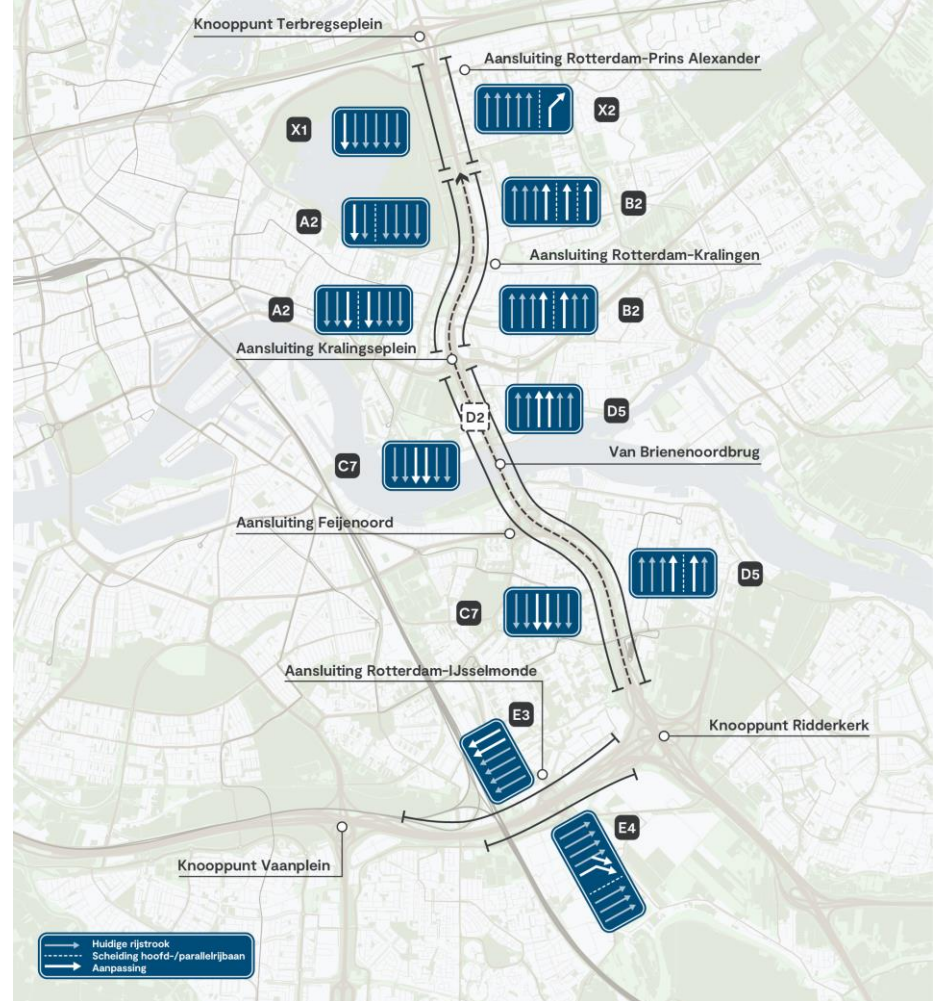 Knooppunt Terbregseplein
Aansluiting Rotterdam-Prins Alexander
X1
X2
A2
B2
Aansluiting Rotterdam-Kralingen
A2
B2
Aansluiting Kralingseplein
D2
D5
Van Brienenoordbrug
C7
Aansluiting Feijenoord
D5
C7
Aansluiting Rotterdam-IJsselmonde
E3
Knooppunt Ridderkerk
E4
Knooppunt Vaanplein
Huidige rijstrook
Scheiding hoofd-/parallelrijbaan
Aanpassing